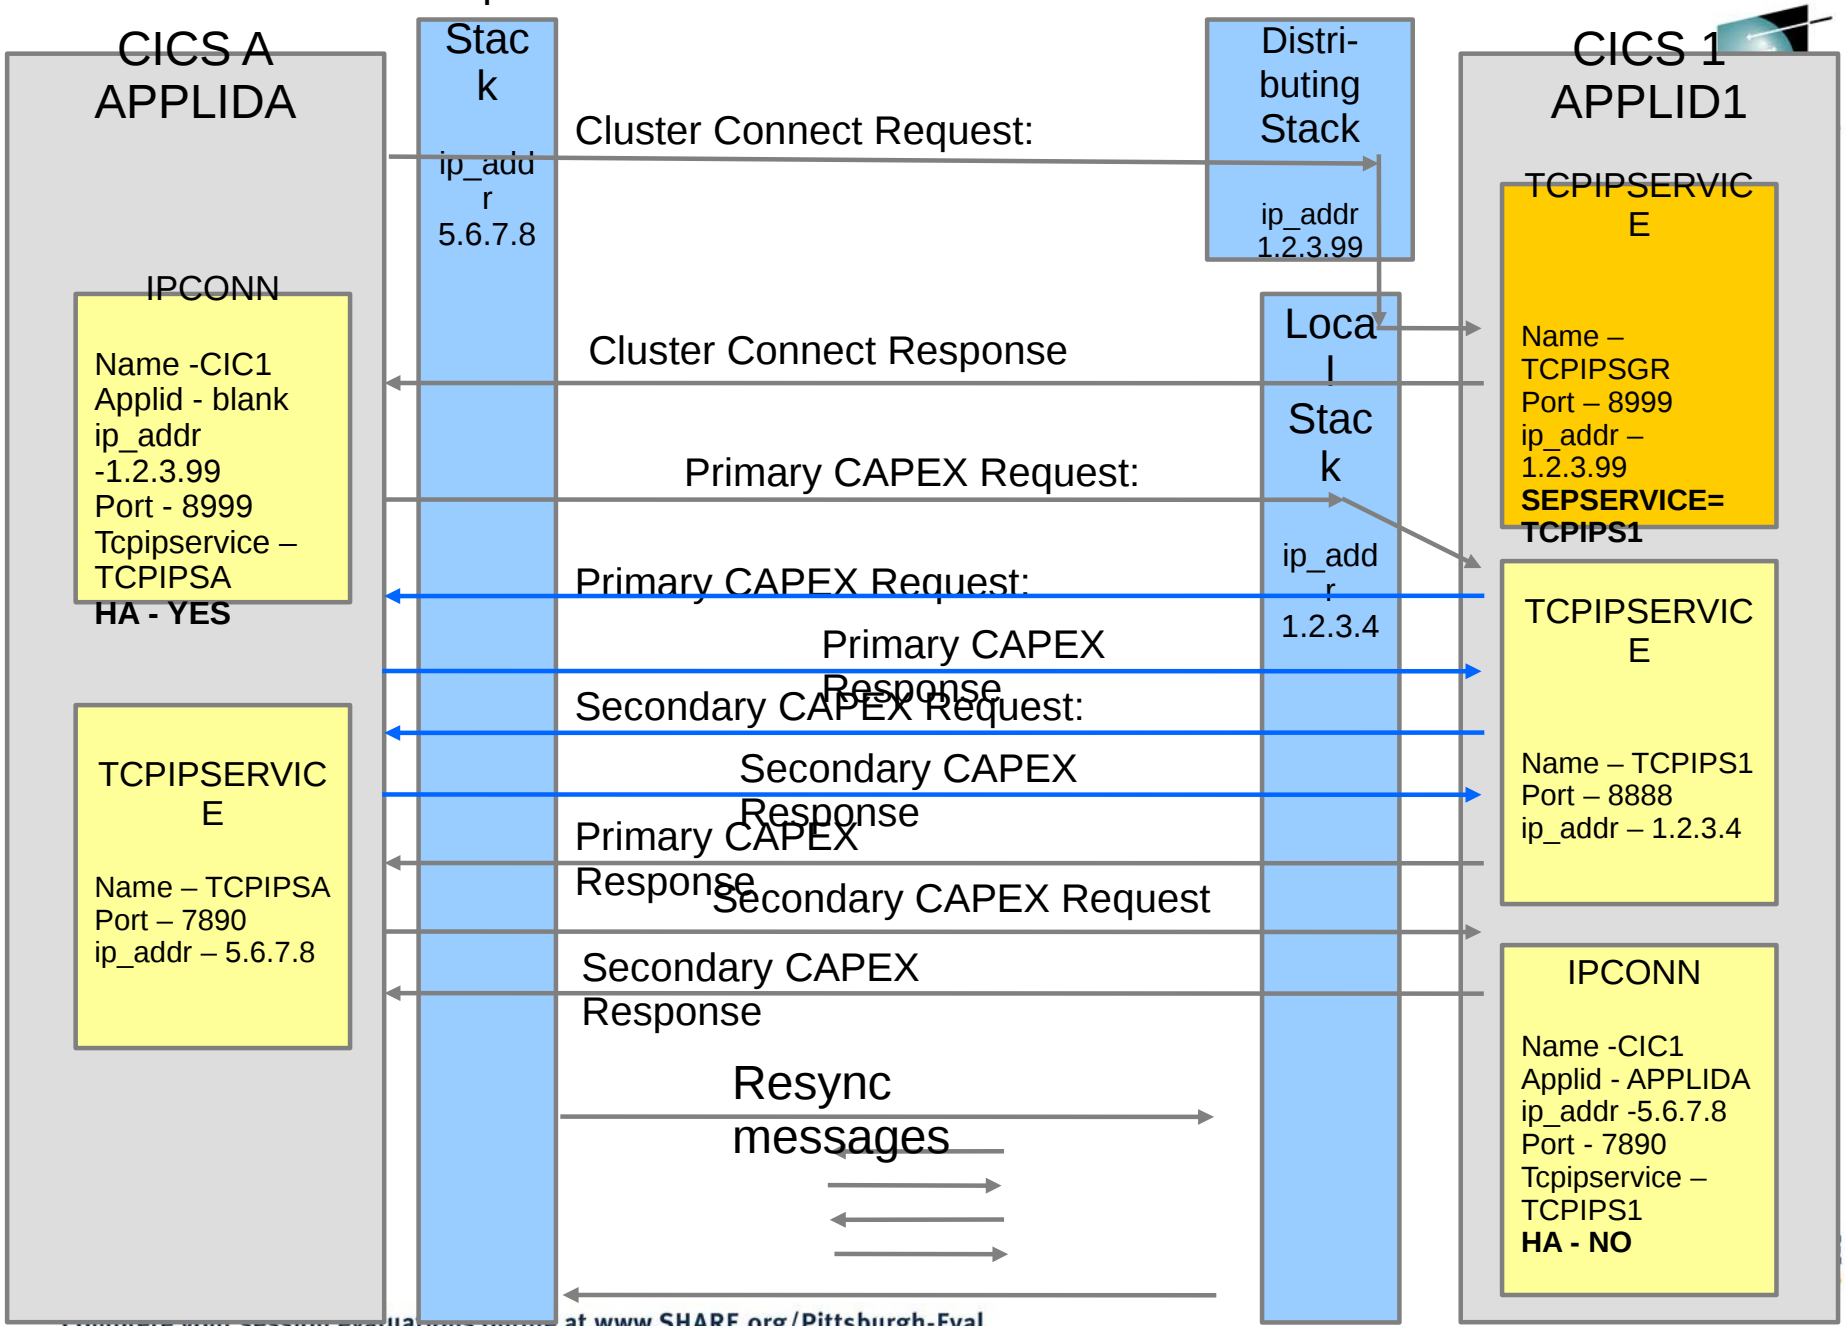 CICS A
APPLIDA
Stac
k
ip_add
r
5.6.7.8
Distri-
buting
Stack
ip_addr
1.2.3.99
CICS 1
APPLID1
Cluster Connect Request:
TCPIPSERVIC
E
Name –
TCPIPSGR
Port – 8999
ip_addr –
1.2.3.99
SEPSERVICE=
TCPIPS1
IPCONN
Name -CIC1
Applid - blank
ip_addr
-1.2.3.99
Port - 8999
Tcpipservice –
TCPIPSA
HA - YES
Loca
l
Stac
k
ip_add
r
1.2.3.4
Cluster Connect Response
Primary CAPEX Request:
Primary CAPEX Request:
Primary CAPEX
Response
Secondary CAPEX Request:
Secondary CAPEX
Response
Primary CAPEX
Response
Secondary CAPEX Request
Secondary CAPEX
Response
TCPIPSERVIC
E
Name – TCPIPS1
Port – 8888
ip_addr – 1.2.3.4
TCPIPSERVIC
E
Name – TCPIPSA
Port – 7890
ip_addr – 5.6.7.8
IPCONN
Name -CIC1
Applid - APPLIDA
ip_addr -5.6.7.8
Port - 7890
Tcpipservice –
TCPIPS1
HA - NO
Resync
messages
at www.SHARE.org/Pittsburgh-Eval